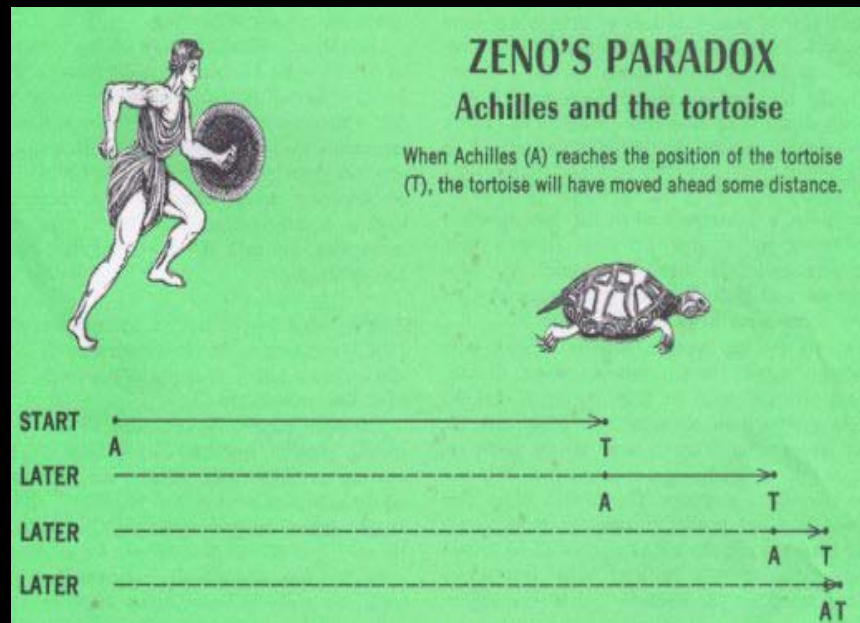 ZENO'S PARADOX
Achilles and the tortoise
When Achilles (A) reaches the position of the tortoise
(T), the tortoise will have moved ahead some distance.
START
A T
LATER
A T
LATER
A T
LATER
AT